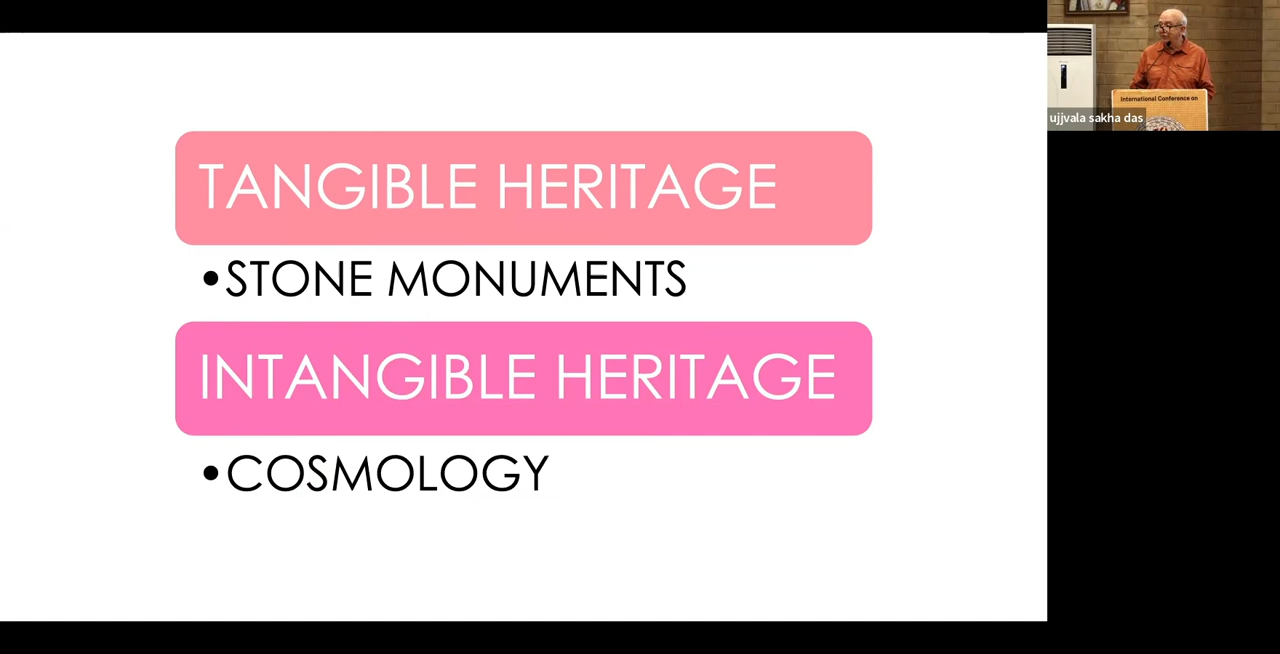 TANGIBLE HERITAGE
•STONE MONUMENTS
INTANGIBLE HERITAGE
•COSMOLOGY
International Conference on
ujjvala sakha das